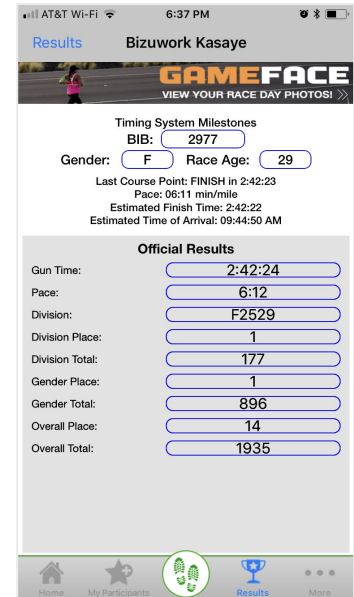 AT&T Wi-Fi 6:37 PM
Results Bizuwork Kasaye
GAMEFACE
VIEW YOUR RACE DAY PHOTOS!
Timing System Milestones
BIB: 2977
Gender: F Race Age: 29
Last Course Point: FINISH in 2:42:23
Pace: 06:11 min/mile
Estimated Finish Time: 2:42:22
Estimated Time of Arrival: 09:44:50 AM
Official Results
Gun Time: 2:42:24
Pace: 6:12
Division: F2529
Division Place: 1
Division Total: 177
Gender Place: 1
Gender Total: 896
Overall Place: 14
Overall Total: 1935
Home My Participants Results More